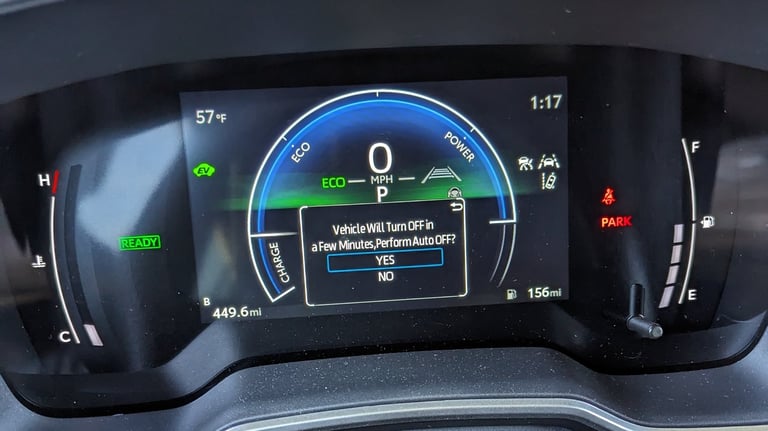 57°F
1:17
ECO
POWER
0
MPH
ECO
P
EV
H
F
READY
PARK
CHARGE
Vehicle Will Turn OFF in
a Few Minutes,Perform Auto OFF?
YES
NO
C
E
B
449.6mi
156mi